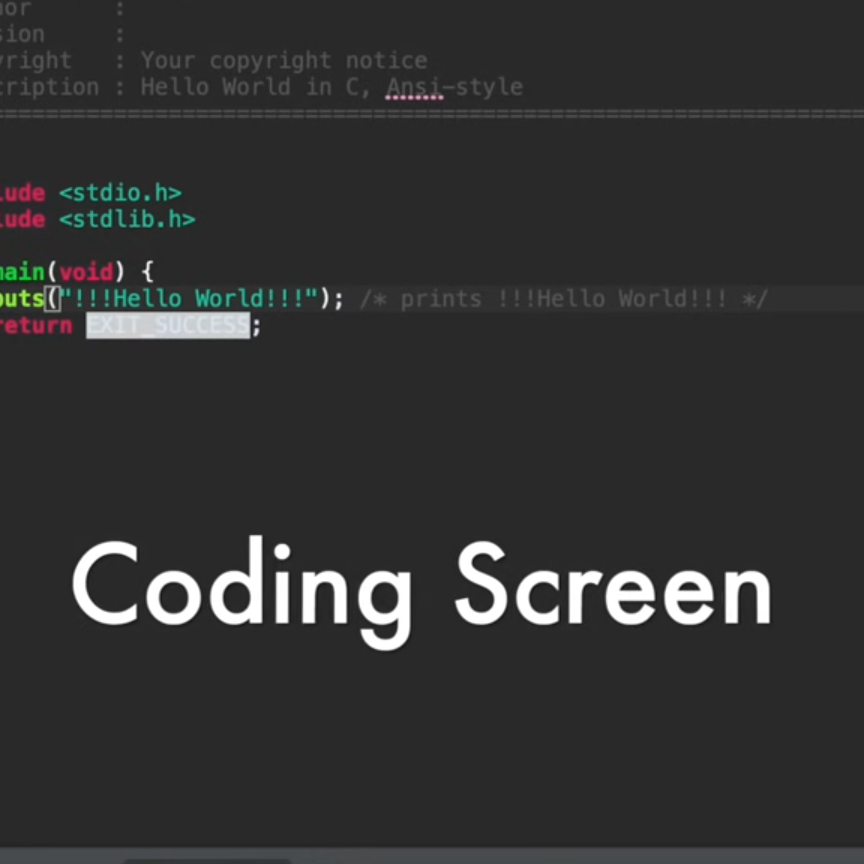 nor :
sion :
yright : Your copyright notice
cription : Hello World in C, Ansi-style
lude <stdio.h>
lude <stdlib.h>
main(void) {
puts("!!!Hello World!!!"); /* prints !!!Hello World!!! */
return EXIT_SUCCESS;
Coding Screen